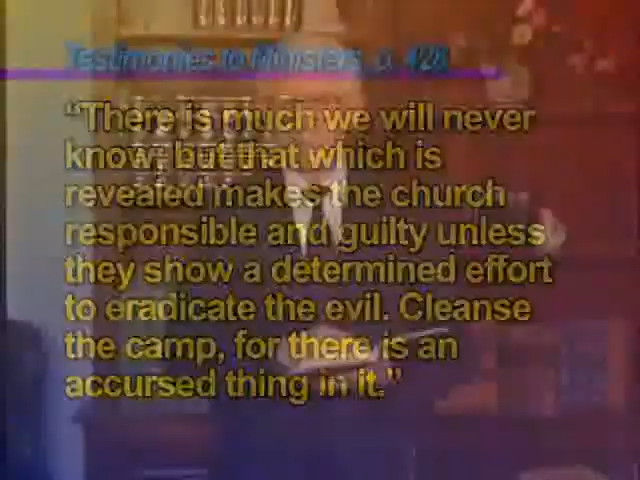 Testimonies to Ministers, p. 428
“There is much we will never
know, but that which is
revealed makes the church
responsible and guilty unless
they show a determined effort
to eradicate the evil. Cleanse
the camp, for there is an
accursed thing in it.”